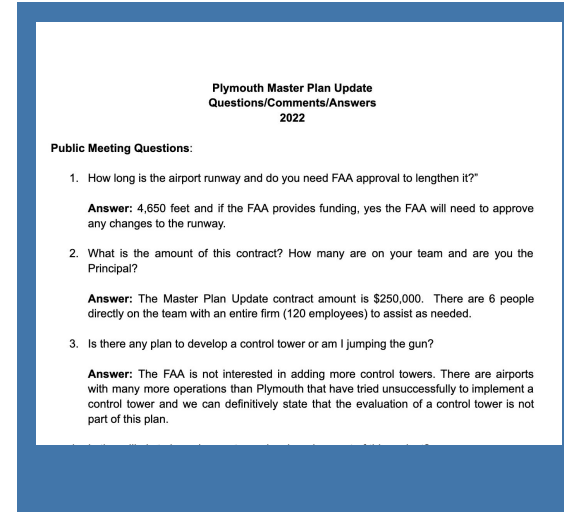 Plymouth Master Plan Update
Questions/Comments/Answers
2022
Public Meeting Questions:
1. How long is the airport runway and do you need FAA approval to lengthen it?"
Answer: 4,650 feet and if the FAA provides funding, yes the FAA will need to approve
any changes to the runway.
2. What is the amount of this contract? How many are on your team and are you the
Principal?
Answer: The Master Plan Update contract amount is $250,000. There are 6 people
directly on the team with an entire firm (120 employees) to assist as needed.
3. Is there any plan to develop a control tower or am I jumping the gun?
Answer: The FAA is not interested in adding more control towers. There are airports
with many more operations than Plymouth that have tried unsuccessfully to implement a
control tower and we can definitively state that the evaluation of a control tower is not
part of this plan.